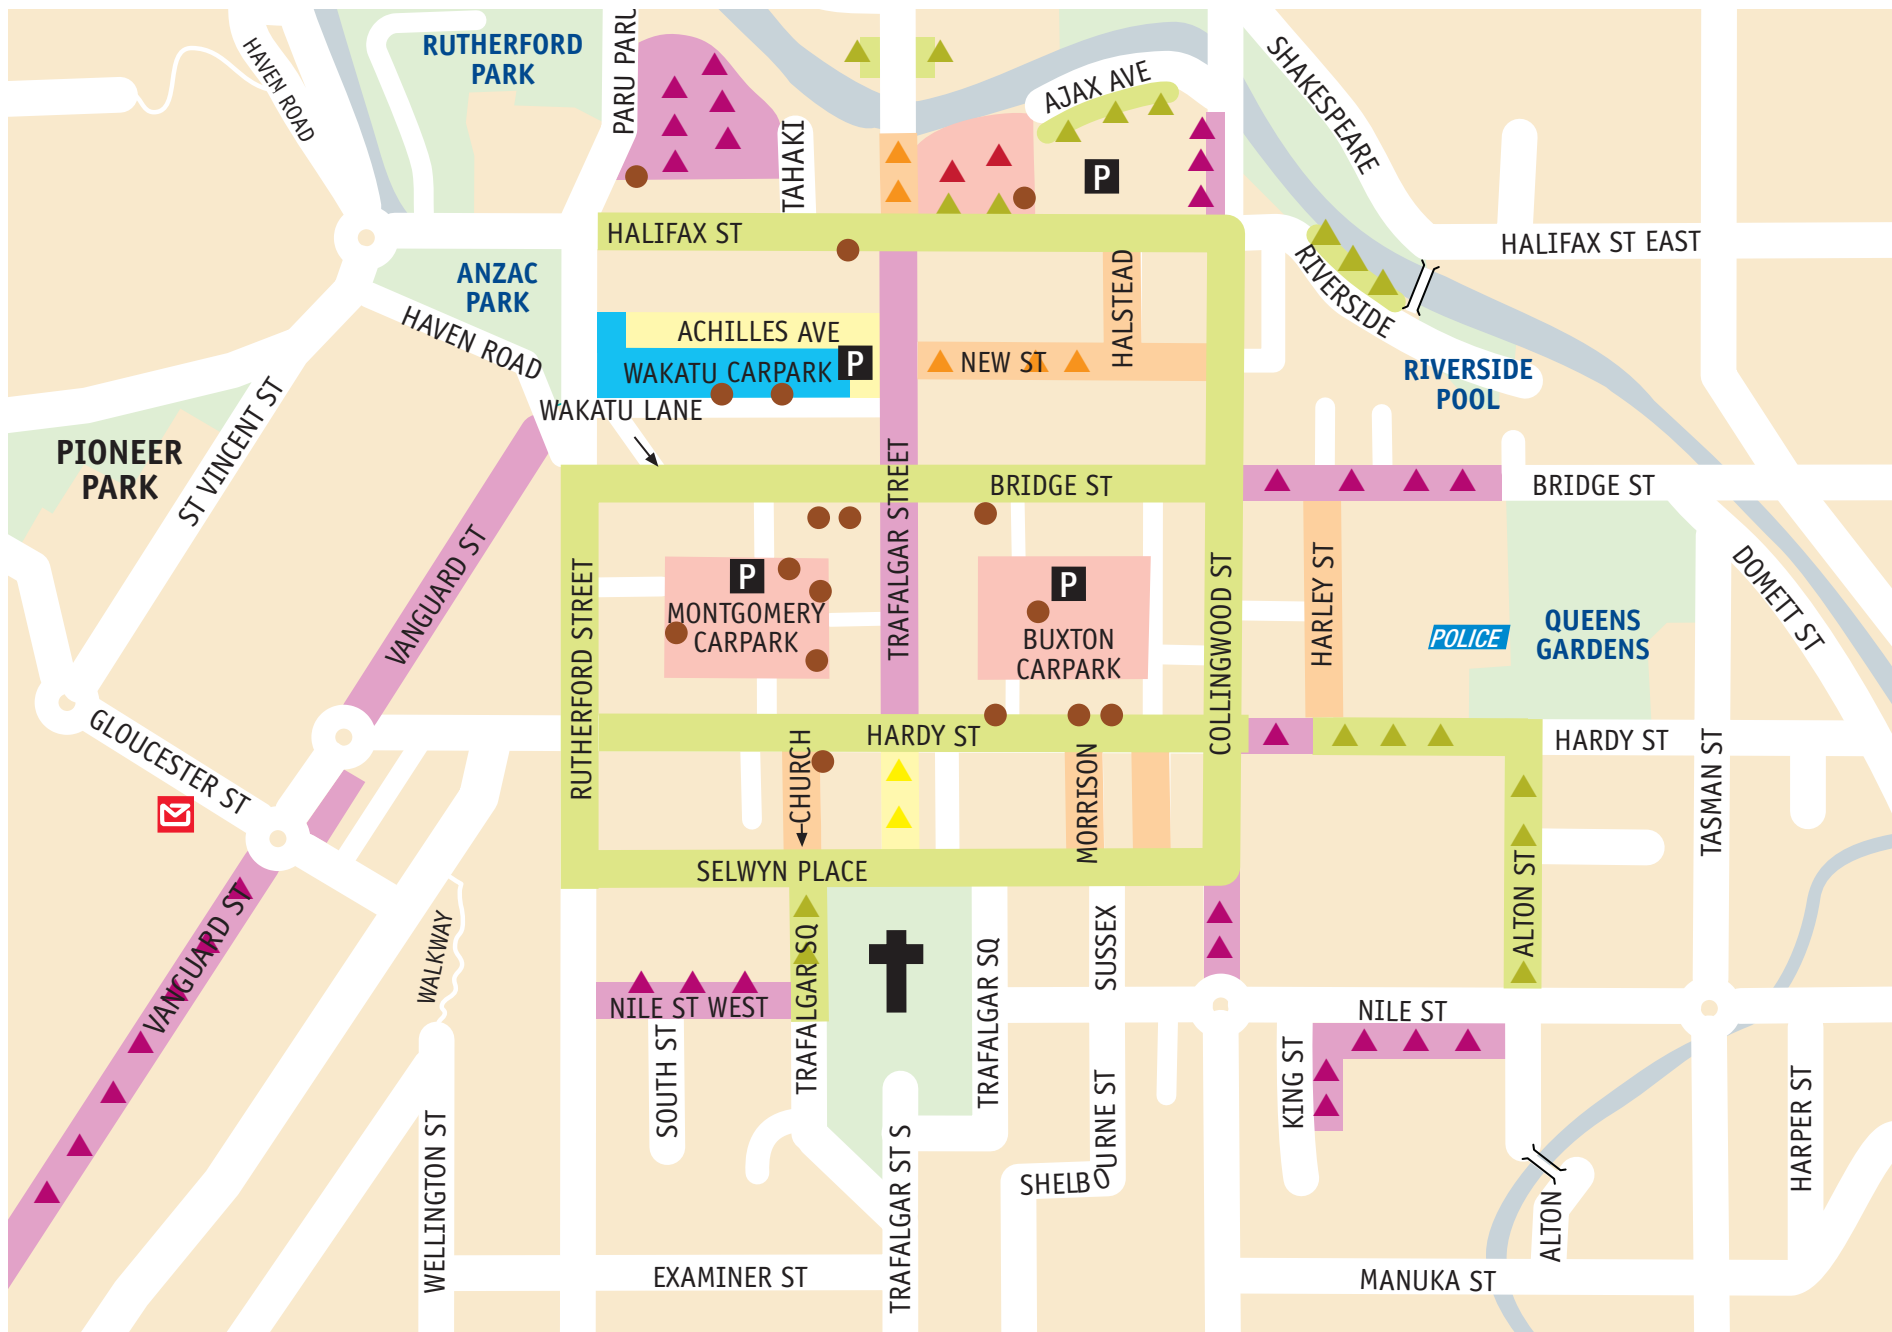 RUTHERFORD
PARK
HAVEN ROAD
PARU PARU
TAHAKI
AJAX AVE
P
SHAKESPEARE
HALIFAX ST
HALIFAX ST EAST
ANZAC
PARK
HAVEN ROAD
HALSTEAD
RIVERSIDE
ACHILLES AVE
WAKATU CARPARK
P
NEW ST
RIVERSIDE
POOL
WAKATU LANE
PIONEER
PARK
ST VINCENT ST
VANGUARD ST
TRAFALGAR STREET
BRIDGE ST
BRIDGE ST
RUTHERFORD STREET
P
MONTGOMERY
CARPARK
P
BUXTON
CARPARK
COLLINGWOOD ST
HARLEY ST
POLICE
QUEENS
GARDENS
DOMETT ST
GLOUCESTER ST
HARDY ST
HARDY ST
CHURCH
MORRISON
TASMAN ST
ALTON ST
SELWYN PLACE
VANGUARD ST
WALKWAY
NILE ST WEST
TRAFALGAR SQ
TRAFALGAR SQ
SUSSEX
NILE ST
SOUTH ST
KING ST
WELLINGTON ST
TRAFALGAR ST S
SHELBOURNE ST
ALTON
HARPER ST
EXAMINER ST
MANUKA ST